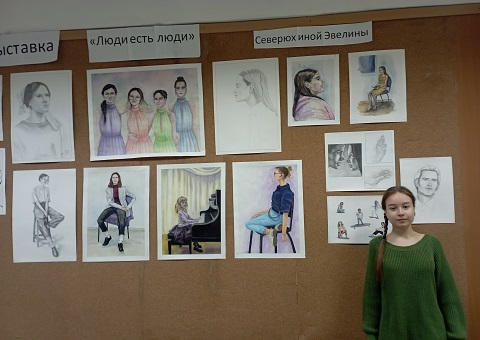 ыставка
«Люди есть люди»
Северюхиной Эвелины